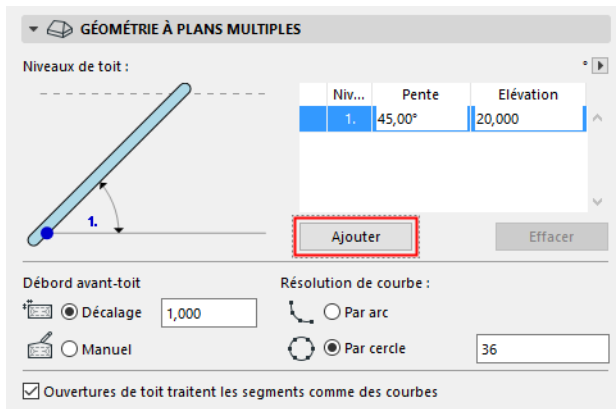 GÉOMÉTRIE À PLANS MULTIPLES
Niveaux de toit :
°
Niv... Pente Elévation
1. 45,00° 20,000
1.
Ajouter Effacer
Débord avant-toit Résolution de courbe :
Décalage 1,000 Par arc
Manuel Par cercle 36
Ouvertures de toit traitent les segments comme des courbes